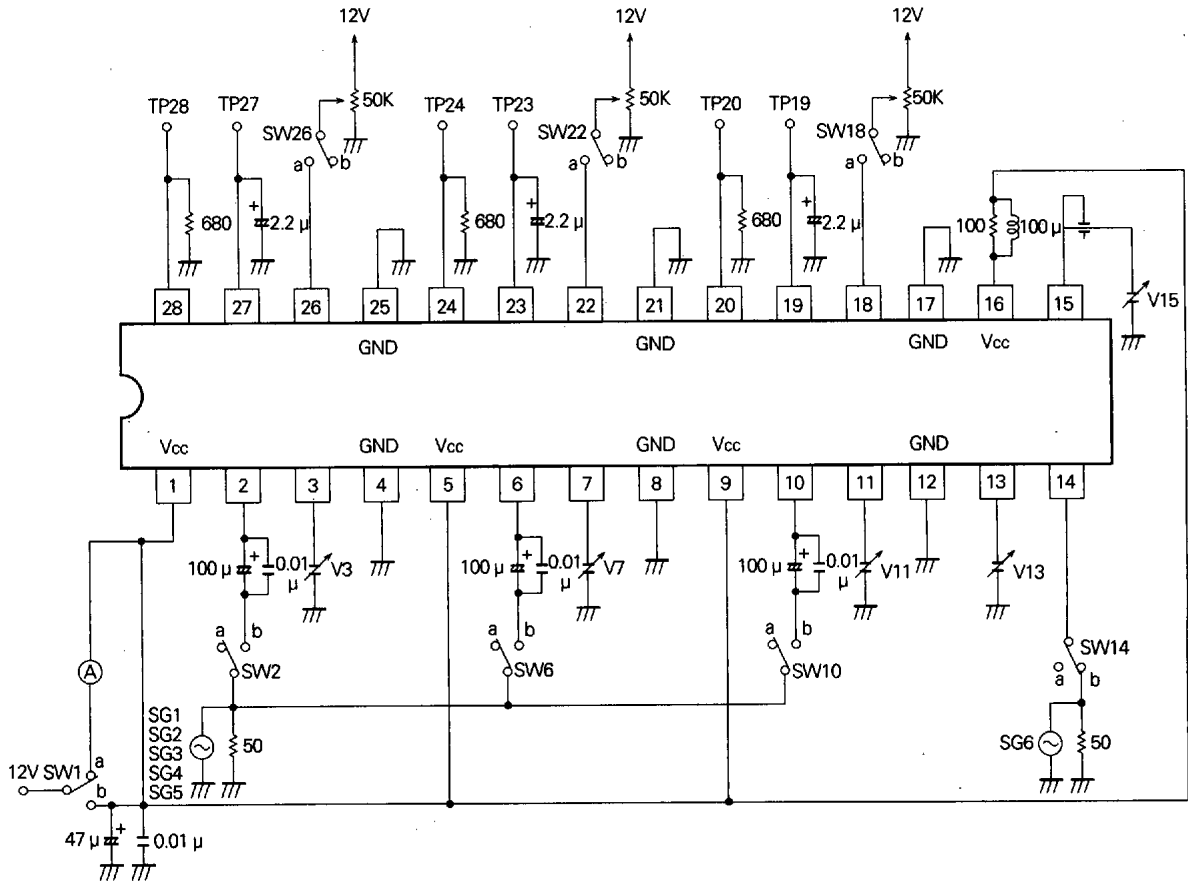 12V 12V 12V
50K 50K 50K
TP28 TP27 SW26 TP24 TP23 SW22 TP20 TP19 SW18
a b a b a b
680 + 2.2 μ 680 + 2.2 μ 680 + 2.2 μ 100 100 μ +
V15
28 27 26 25 24 23 22 21 20 19 18 17 16 15
GND GND GND Vcc
Vcc GND Vcc GND Vcc GND
1 2 3 4 5 6 7 8 9 10 11 12 13 14
100 μ + 0.01 μ V3 100 μ + 0.01 μ V7 100 μ + 0.01 μ V11 V13
a b SW2 a b SW6 a b SW10 SW14 a b
A
SG1
SG2
SG3
SG4
SG5
50
SG6 50
12V SW1 a b
47 μ + 0.01 μ